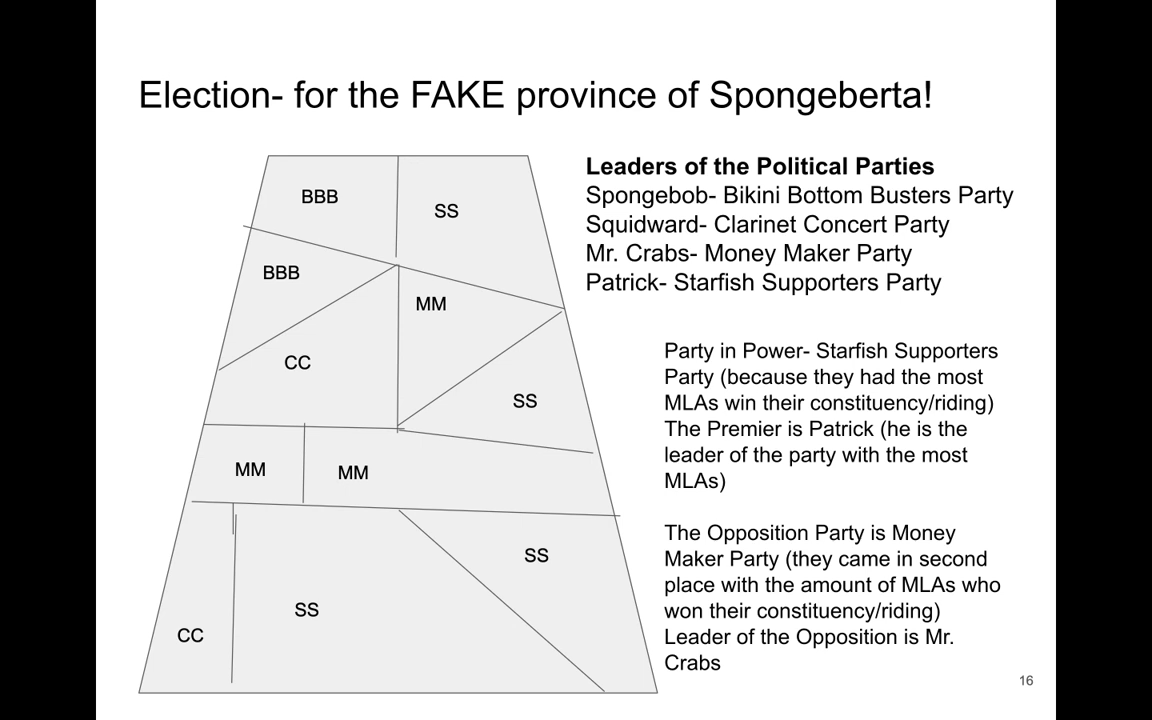 Election- for the FAKE province of Spongeberta!
BBB
SS
BBB
MM
CC
SS
MM
MM
SS
SS
CC
Leaders of the Political Parties
Spongebob- Bikini Bottom Busters Party
Squidward- Clarinet Concert Party
Mr. Crabs- Money Maker Party
Patrick- Starfish Supporters Party
Party in Power- Starfish Supporters
Party (because they had the most
MLAs win their constituency/riding)
The Premier is Patrick (he is the
leader of the party with the most
MLAs)
The Opposition Party is Money
Maker Party (they came in second
place with the amount of MLAs who
won their constituency/riding)
Leader of the Opposition is Mr.
Crabs
16